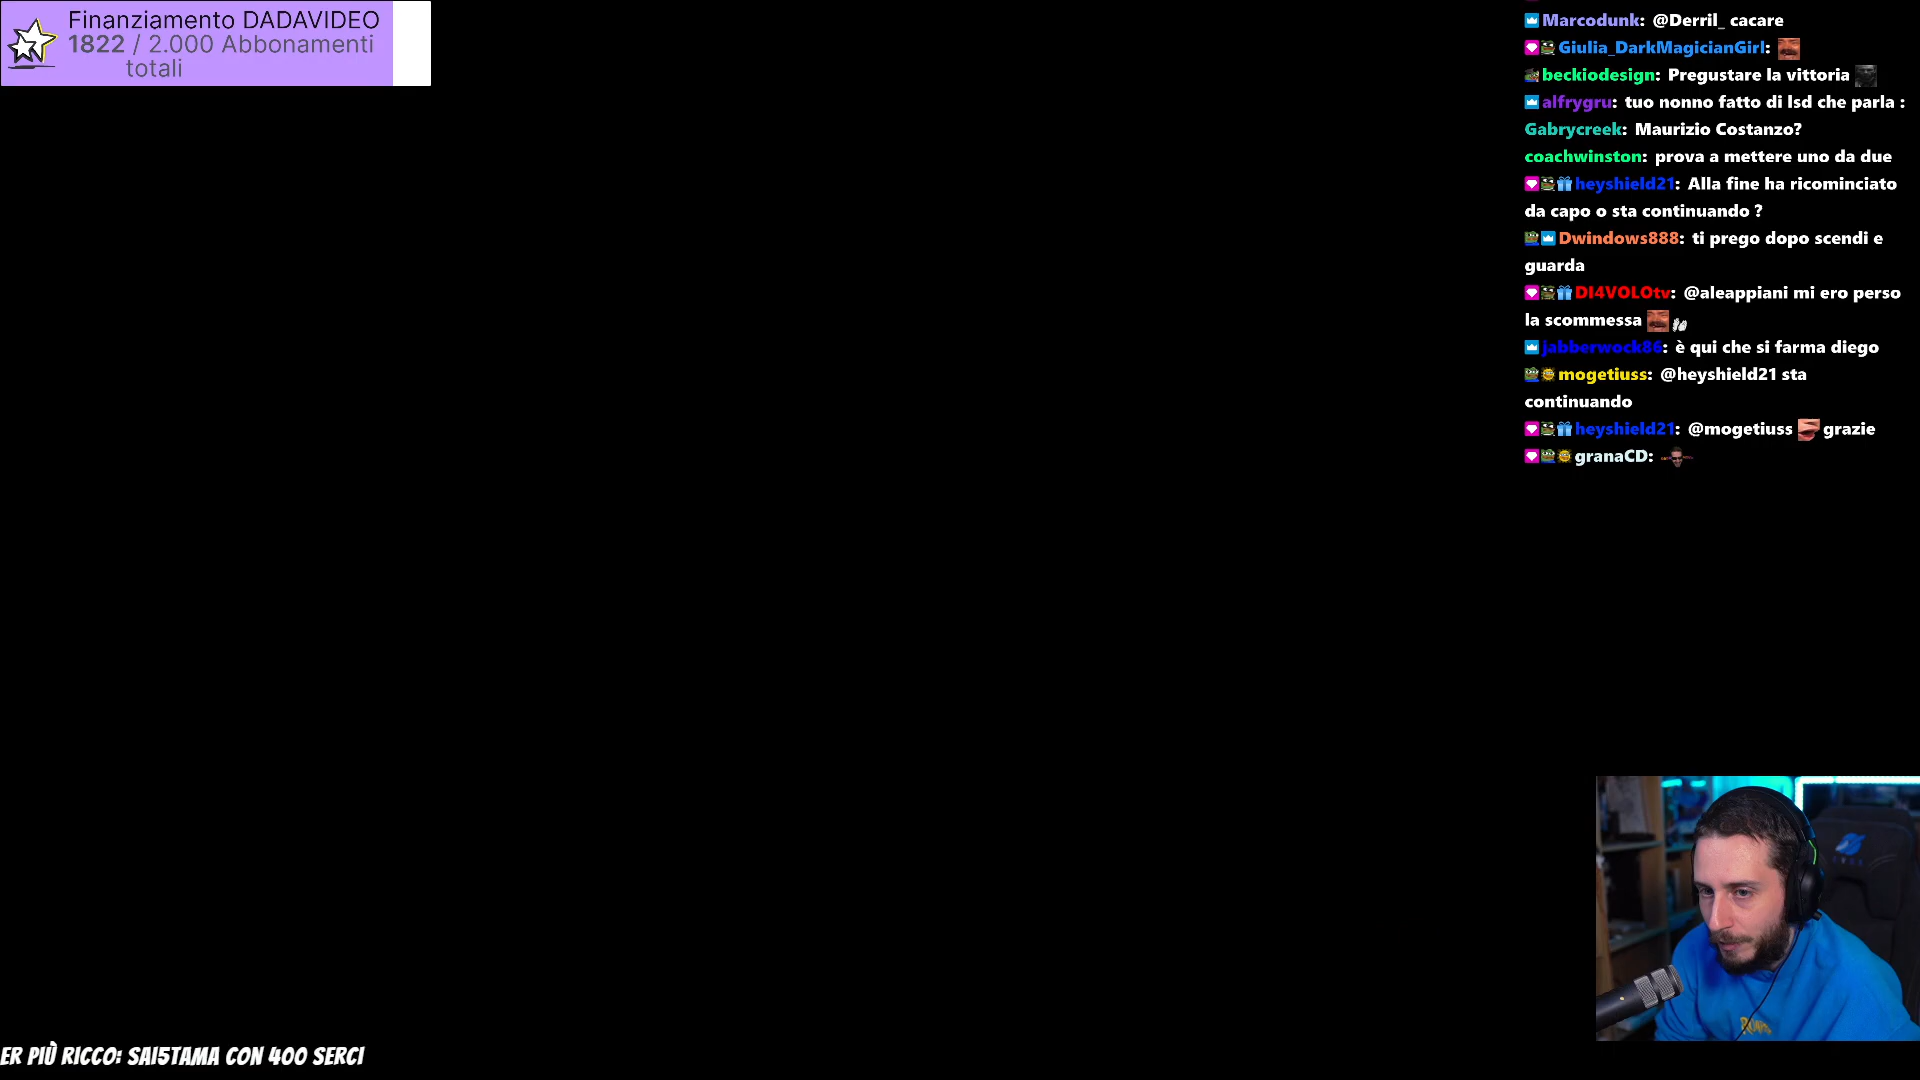 Finanziamento DADAVIDEO
1822 / 2.000 Abbonamenti
totali
Marcodunk: @Derril_ cacare
Giulia_DarkMagicianGirl:
beckiodesign: Pregustare la vittoria
alfrygru: tuo nonno fatto di lsd che parla :
Gabrycreek: Maurizio Costanzo?
coachwinston: prova a mettere uno da due
heyshield21: Alla fine ha ricominciato
da capo o sta continuando ?
Dwindows888: ti prego dopo scendi e
guarda
DI4VOLOtv: @aleappiani mi ero perso
la scommessa
jabberwock86: è qui che si farma diego
mogetiuss: @heyshield21 sta
continuando
heyshield21: @mogetiuss grazie
granaCD:
ER PIÙ RICCO: SAI5TAMA CON 400 SERCI